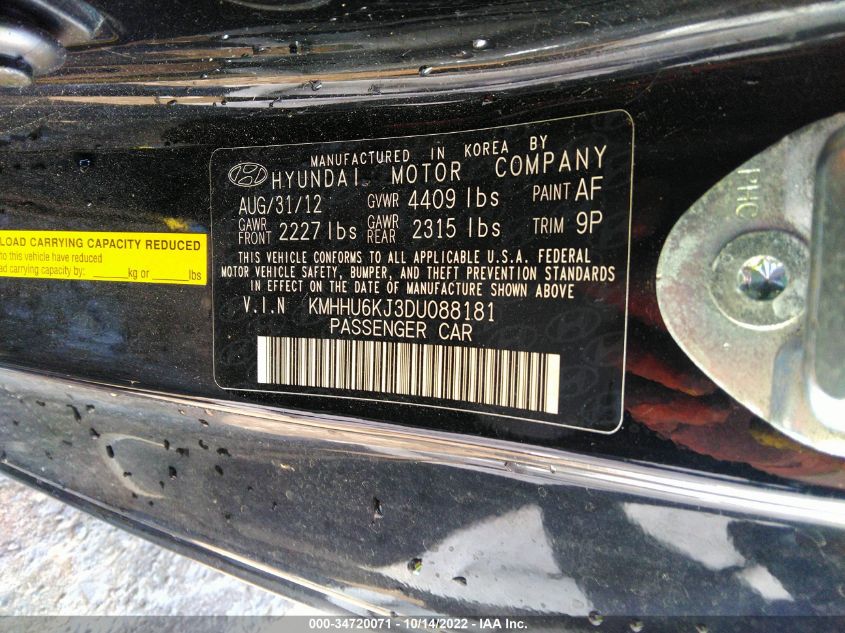 MANUFACTURED IN KOREA BY
HYUNDAI MOTOR COMPANY
AUG/31/12 GVWR 4409 lbs PAINT AF
GAWR FRONT 2227 lbs GAWR REAR 2315 lbs TRIM 9P
THIS VEHICLE CONFORMS TO ALL APPLICABLE U.S.A. FEDERAL
MOTOR VEHICLE SAFETY, BUMPER, AND THEFT PREVENTION STANDARDS
IN EFFECT ON THE DATE OF MANUFACTURE SHOWN ABOVE
V.I.N KMHHU6KJ3DU088181
PASSENGER CAR
LOAD CARRYING CAPACITY REDUCED
to this vehicle have reduced
carrying capacity by: _____kg or _____lbs
PHC
000-34720071 - 10/14/2022 - IAA Inc.